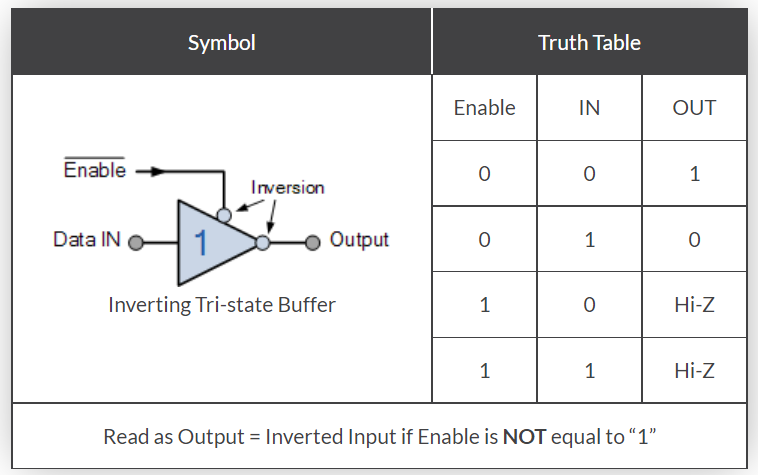 Symbol Truth Table
Enable IN OUT
Enable
Inversion
Data IN 1 Output
Inverting Tri-state Buffer
0 0 1
0 1 0
1 0 Hi-Z
1 1 Hi-Z
Read as Output = Inverted Input if Enable is NOT equal to “1”